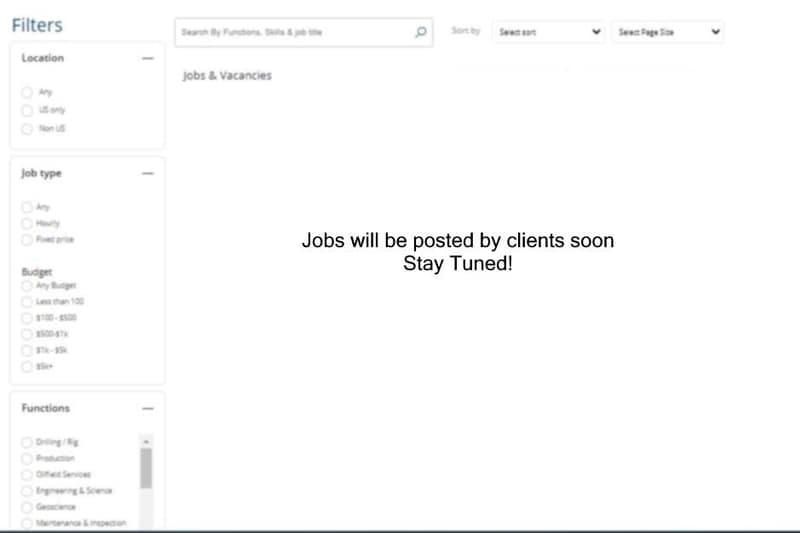 Filters
Search By Functions, Skills & job title
Sort by
Select sort
Select Page Size
Location
Any
US only
Non US
Jobs & Vacancies
Job type
Any
Hourly
Fixed price
Budget
Any Budget
Less than 100
$100 - $500
$500-$1k
$1k - $5k
$5k+
Jobs will be posted by clients soon
Stay Tuned!
Functions
Drilling / Rig
Production
Oilfield Services
Engineering & Science
Geoscience
Maintenance & Inspection